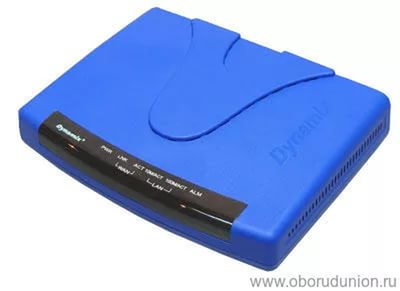 Dynamix
Dynamix
PWR LNK ACT 10M/ACT 100M/ACT ALM
WAN LAN
www.oborudunion.ru